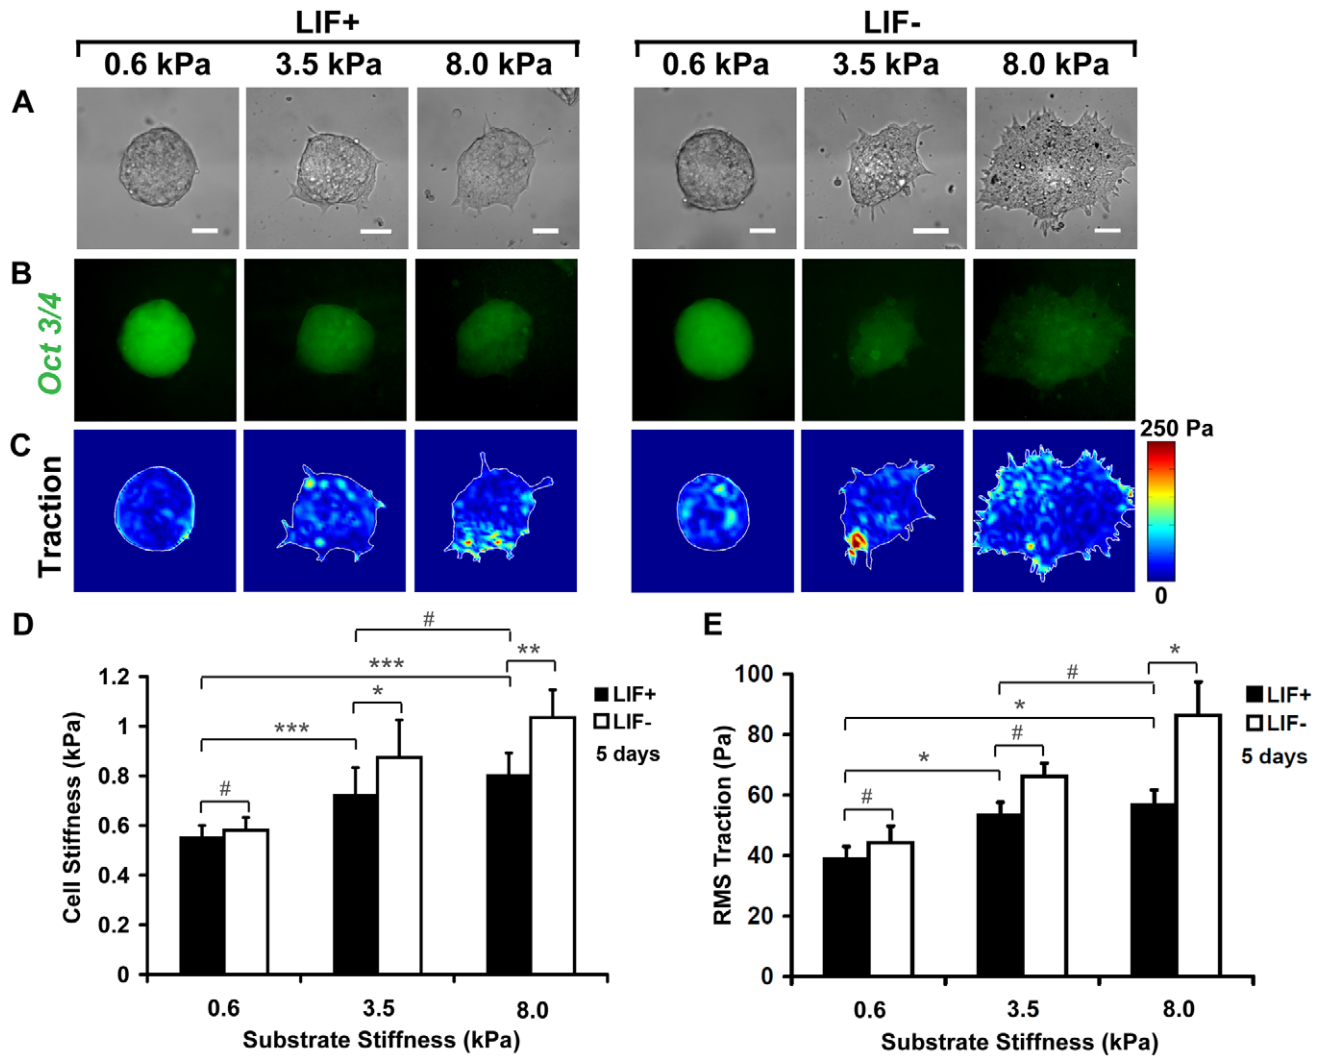 LIF+ LIF-
0.6 kPa 3.5 kPa 8.0 kPa 0.6 kPa 3.5 kPa 8.0 kPa
A
B
Oct 3/4
C
250 Pa
Traction
0
D
#
***
**
***
*
#
1.2
1
0.8
0.6
0.4
0.2
0
Cell Stiffness (kPa)
LIF+
LIF-
5 days
0.6 3.5 8.0
Substrate Stiffness (kPa)
E
*
#
*
#
*
#
100
80
60
40
20
0
RMS Traction (Pa)
LIF+
LIF-
5 days
0.6 3.5 8.0
Substrate Stiffness (kPa)